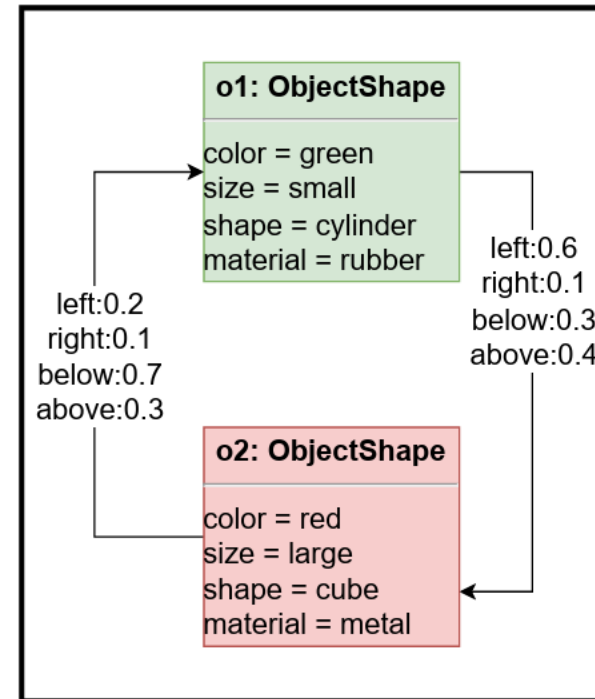 o1: ObjectShape
color = green
size = small
shape = cylinder
material = rubber
left:0.2
right:0.1
below:0.7
above:0.3
left:0.6
right:0.1
below:0.3
above:0.4
o2: ObjectShape
color = red
size = large
shape = cube
material = metal